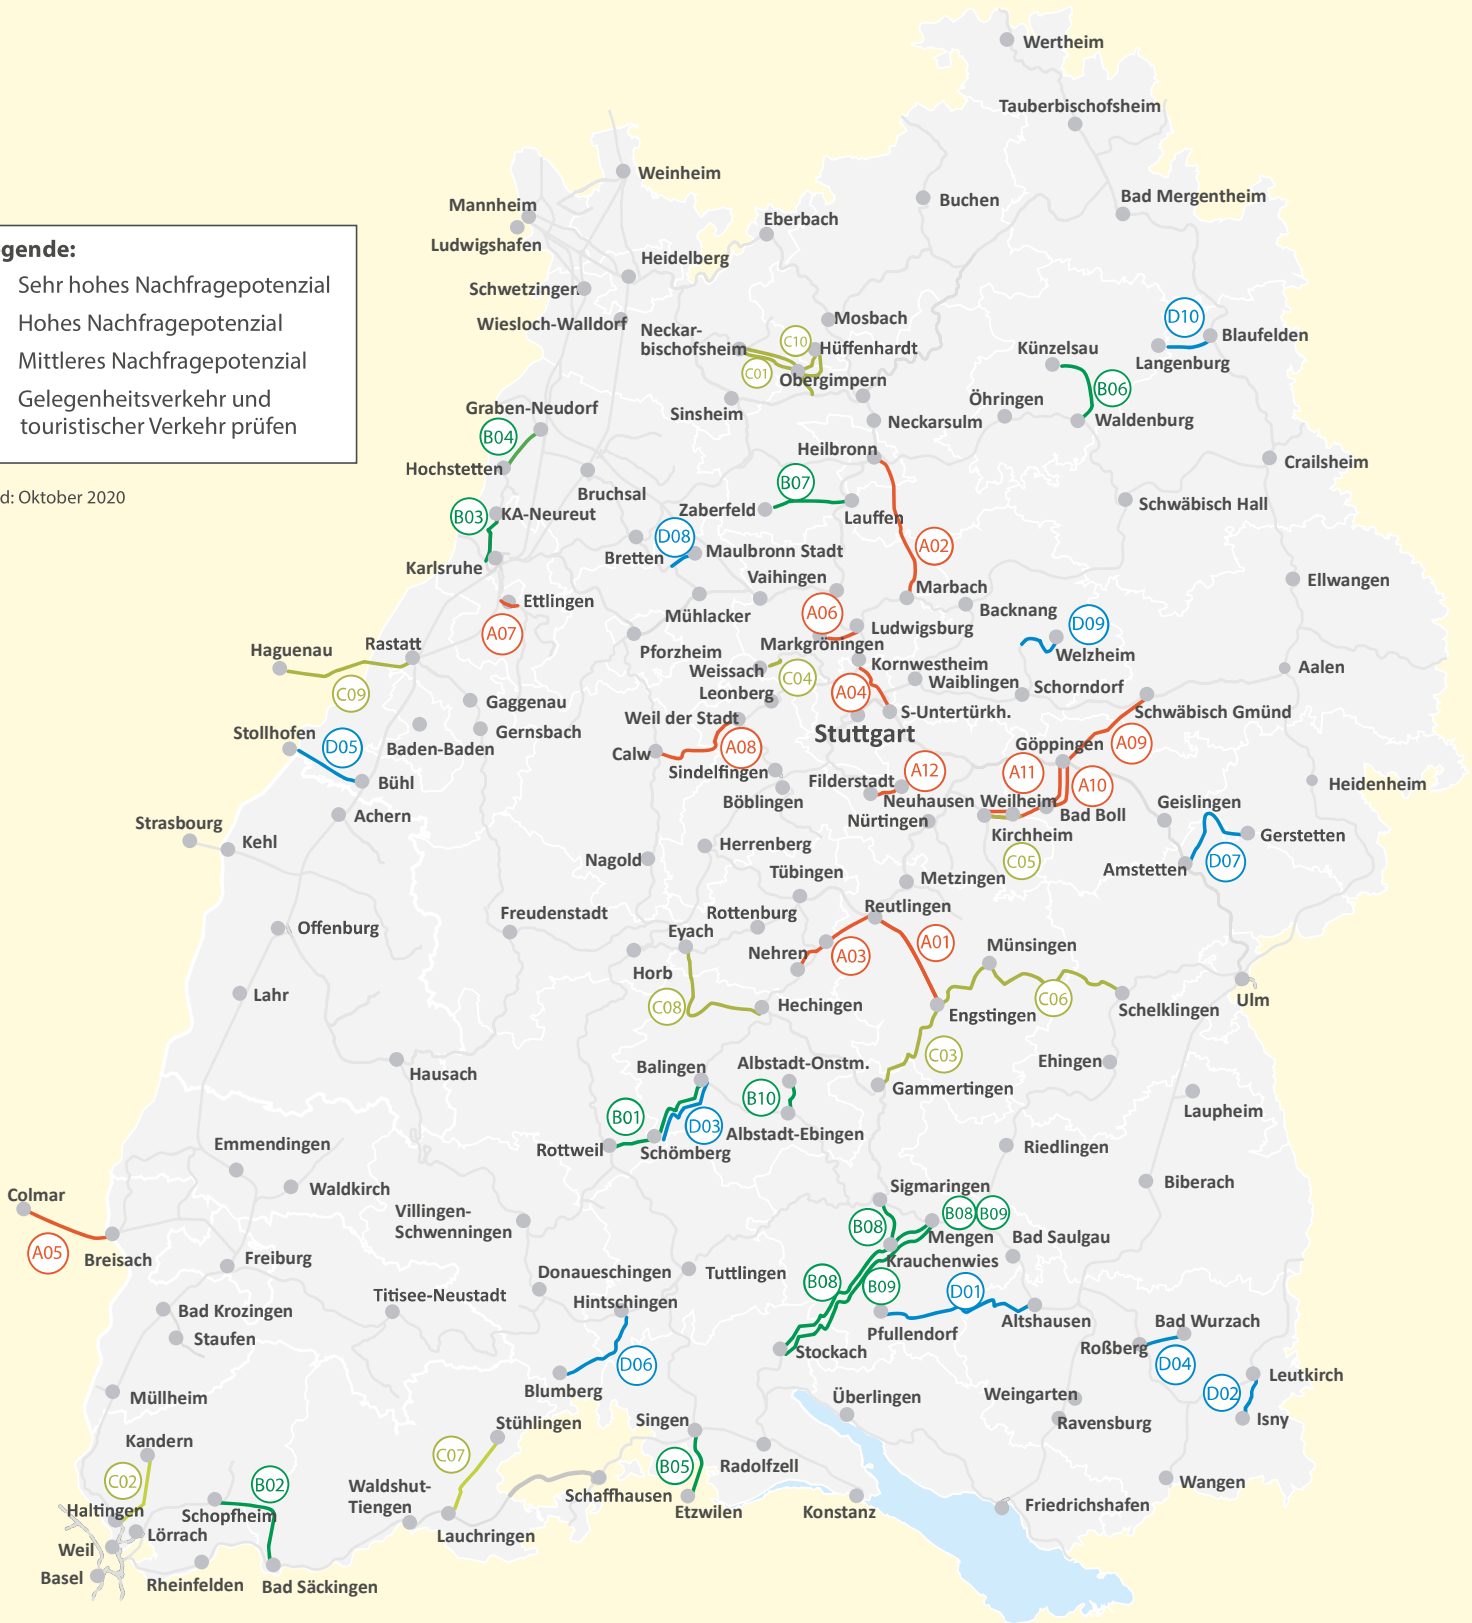 Wertheim
Tauberbischofsheim
Weinheim
Buchen
Bad Mergentheim
Mannheim
Eberbach
Ludwigshafen
gende:
Heidelberg
Sehr hohes Nachfragepotenzial
Schwetzingen
Hohes Nachfragepotenzial
Wiesloch-Walldorf
Neckar-
bischofsheim
Mosbach
D10
Blaufelden
C10
Hüffenhardt
Künzelsau
Langenburg
Mittleres Nachfragepotenzial
C01
Obergimpern
B06
Gelegenheitsverkehr und
touristischer Verkehr prüfen
Graben-Neudorf
Sinsheim
Öhringen
Neckarsulm
Waldenburg
B04
Heilbronn
Hochstetten
Crailsheim
d: Oktober 2020
Bruchsal
B07
Zaberfeld
Lauffen
Schwäbisch Hall
B03
KA-Neureut
D08
A02
Bretten
Maulbronn Stadt
Karlsruhe
Vaihingen
Marbach
Ellwangen
Ettlingen
Mühlacker
A06
Backnang
D09
A07
Ludwigsburg
Haguenau
Rastatt
Pforzheim
Markgröningen
Welzheim
Weissach
C04
Kornwestheim
Aalen
C09
Leonberg
A04
Waiblingen
Schorndorf
Gaggenau
Weil der Stadt
S-Untertürkh.
Schwäbisch Gmünd
Stollhofen
D05
Gernsbach
Stuttgart
Baden-Baden
Calw
A08
Göppingen
A09
Sindelfingen
Filderstadt
A12
A11
A10
Bühl
Heidenheim
Böblingen
Neuhausen
Weilheim
Bad Boll
Geislingen
Achern
Nürtingen
Kirchheim
Strasbourg
Kehl
Gerstetten
Herrenberg
C05
Nagold
D07
Tübingen
Metzingen
Amstetten
Freudenstadt
Rottenburg
Reutlingen
Offenburg
Eyach
A01
Münsingen
Nehren
A03
Horb
Lahr
C08
Hechingen
C06
Ulm
Engstingen
Schelklingen
C03
Hausach
Balingen
Albstadt-Onstm.
Ehingen
Gammertingen
B10
Laupheim
B01
D03
Albstadt-Ebingen
Emmendingen
Rottweil
Schömberg
Riedlingen
Waldkirch
Sigmaringen
Biberach
Colmar
Villingen-
Schwenningen
B08
B08
B09
Mengen
Bad Saulgau
A05
Breisach
Freiburg
Krauchenwies
Donaueschingen
Tuttlingen
B08
B09
D01
Titisee-Neustadt
Hintschingen
Bad Krozingen
Altshausen
Bad Wurzach
Staufen
Pfullendorf
Stockach
Roßberg
D06
D04
Leutkirch
Blumberg
D02
Müllheim
Überlingen
Weingarten
Stühlingen
Singen
Ravensburg
Isny
Kandern
C07
B05
Radolfzell
C02
B02
Waldshut-
Tiengen
Schaffhausen
Wangen
Haltingen
Schopfheim
Etzwilen
Konstanz
Friedrichshafen
Lörrach
Lauchringen
Weil
Basel
Rheinfelden
Bad Säckingen